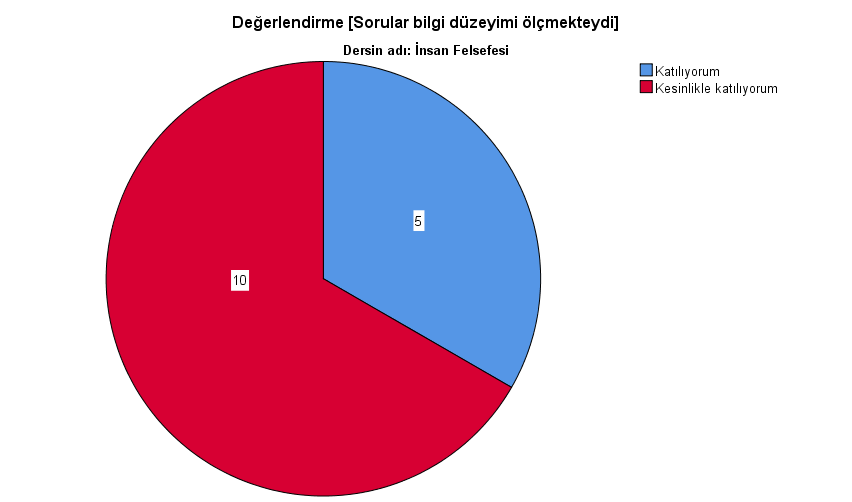 Değerlendirme [Sorular bilgi düzeyimi ölçmekteydi]
Dersin adı: İnsan Felsefesi
Katılıyorum
Kesinlikle katılıyorum
5
10